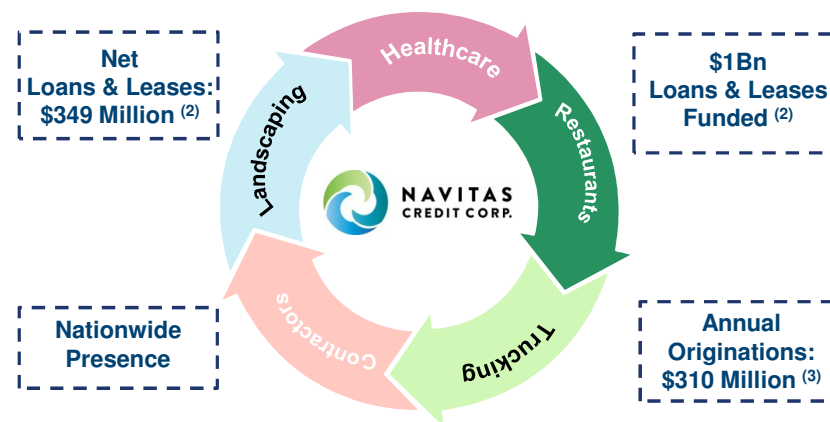 Net
Loans & Leases:
$349 Million (2)
Healthcare
$1Bn
Loans & Leases
Funded (2)
Landscaping
Restaurants
NAVITAS
CREDIT CORP.
Contractors
Trucking
Nationwide
Presence
Annual
Originations:
$310 Million (3)